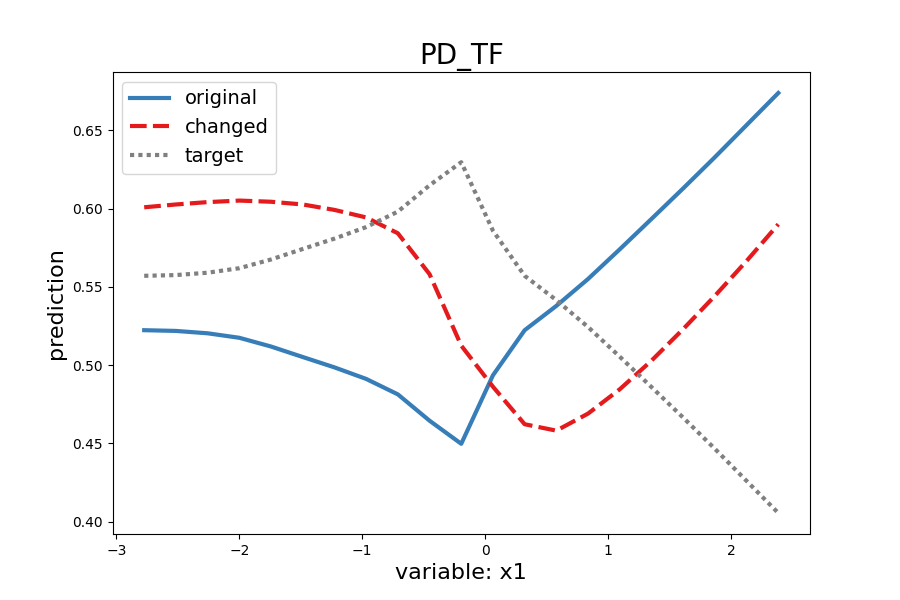 PD_TF
original
changed
target
prediction
0.65
0.60
0.55
0.50
0.45
0.40
−3
−2
−1
0
1
2
variable: x1